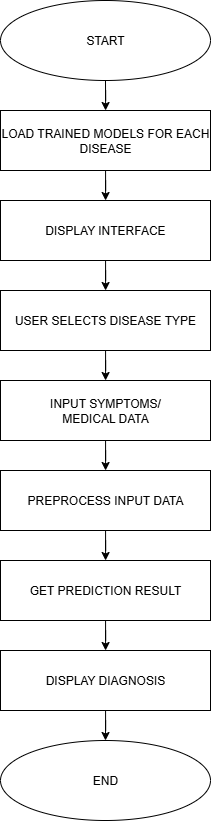 START
LOAD TRAINED MODELS FOR EACH
DISEASE
DISPLAY INTERFACE
USER SELECTS DISEASE TYPE
INPUT SYMPTOMS/
MEDICAL DATA
PREPROCESS INPUT DATA
GET PREDICTION RESULT
DISPLAY DIAGNOSIS
END